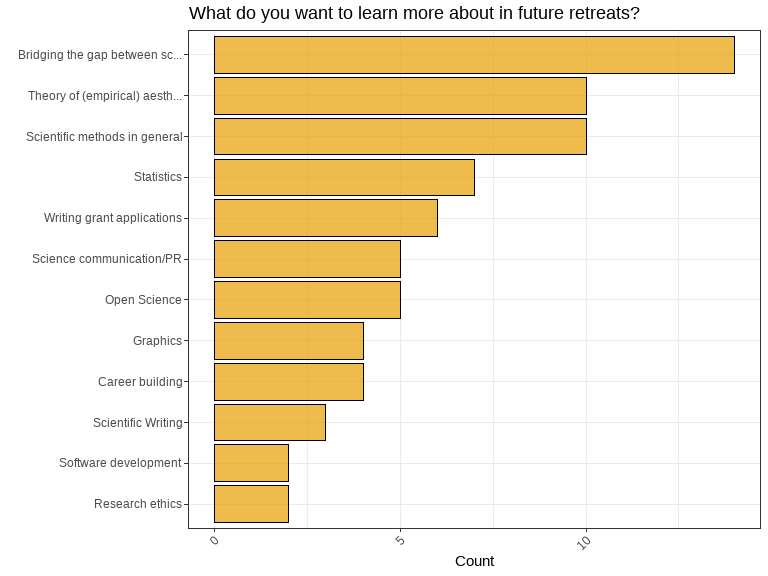 What do you want to learn more about in future retreats?
Bridging the gap between sc...
Theory of (empirical) aesth...
Scientific methods in general
Statistics
Writing grant applications
Science communication/PR
Open Science
Graphics
Career building
Scientific Writing
Software development
Research ethics
0 5 10
Count